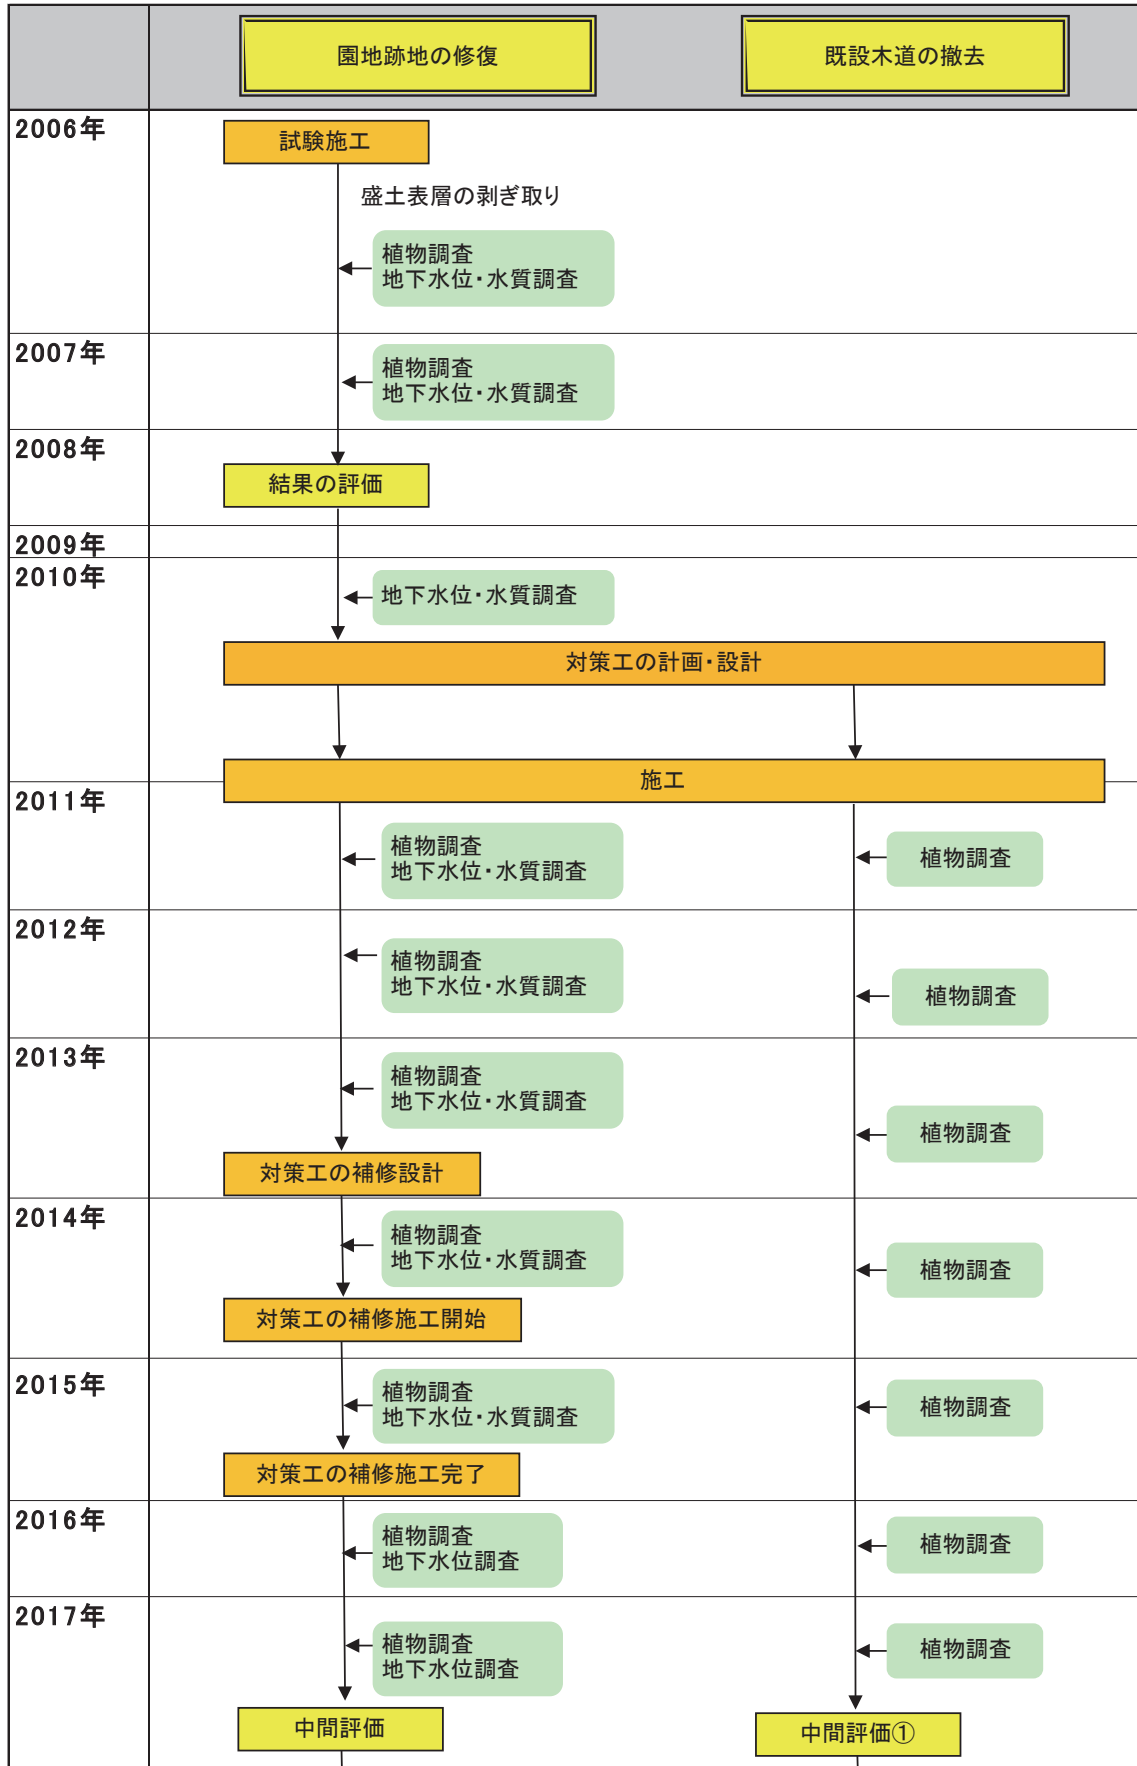 園地跡地の修復
既設木道の撤去
2006年
試験施工
盛土表層の剥ぎ取り
植物調査
地下水位・水質調査
2007年
植物調査
地下水位・水質調査
2008年
結果の評価
2009年
2010年
地下水位・水質調査
対策工の計画・設計
施工
2011年
植物調査
地下水位・水質調査
植物調査
2012年
植物調査
地下水位・水質調査
植物調査
2013年
植物調査
地下水位・水質調査
植物調査
対策工の補修設計
2014年
植物調査
地下水位・水質調査
植物調査
対策工の補修施工開始
2015年
植物調査
地下水位・水質調査
植物調査
対策工の補修施工完了
2016年
植物調査
地下水位調査
植物調査
2017年
植物調査
地下水位調査
植物調査
中間評価
中間評価①